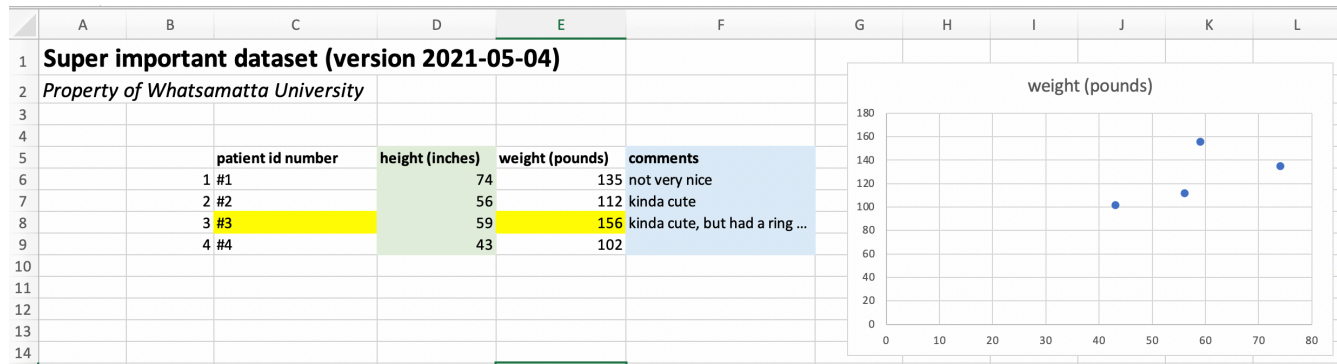 A B C D E F G H I J K L
1 Super important dataset (version 2021-05-04)
2 Property of Whatsamatta University
3
4
5 patient id number height (inches) weight (pounds) comments
6 1 #1 74 135 not very nice
7 2 #2 56 112 kinda cute
8 3 #3 59 156 kinda cute, but had a ring ...
9 4 #4 43 102
10
11
12
13
14
weight (pounds)
180
160
140
120
100
80
60
40
20
0
0 10 20 30 40 50 60 70 80